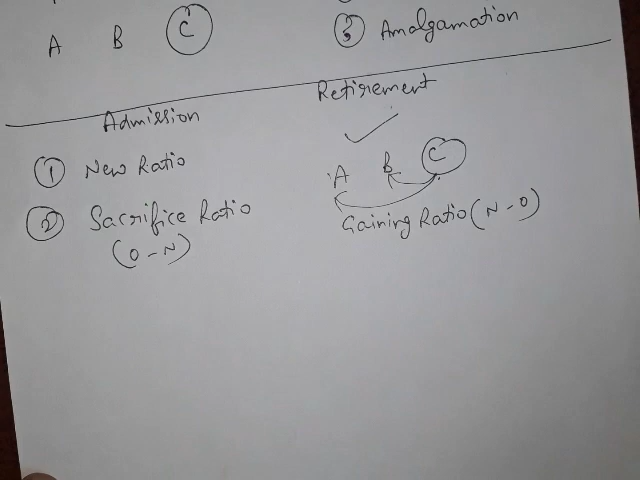 A B C
③ Amalgamation
Admission Retirement
① New Ratio ✓
A B C
② Sacrifice Ratio
(O-N)
Gaining Ratio (N-O)